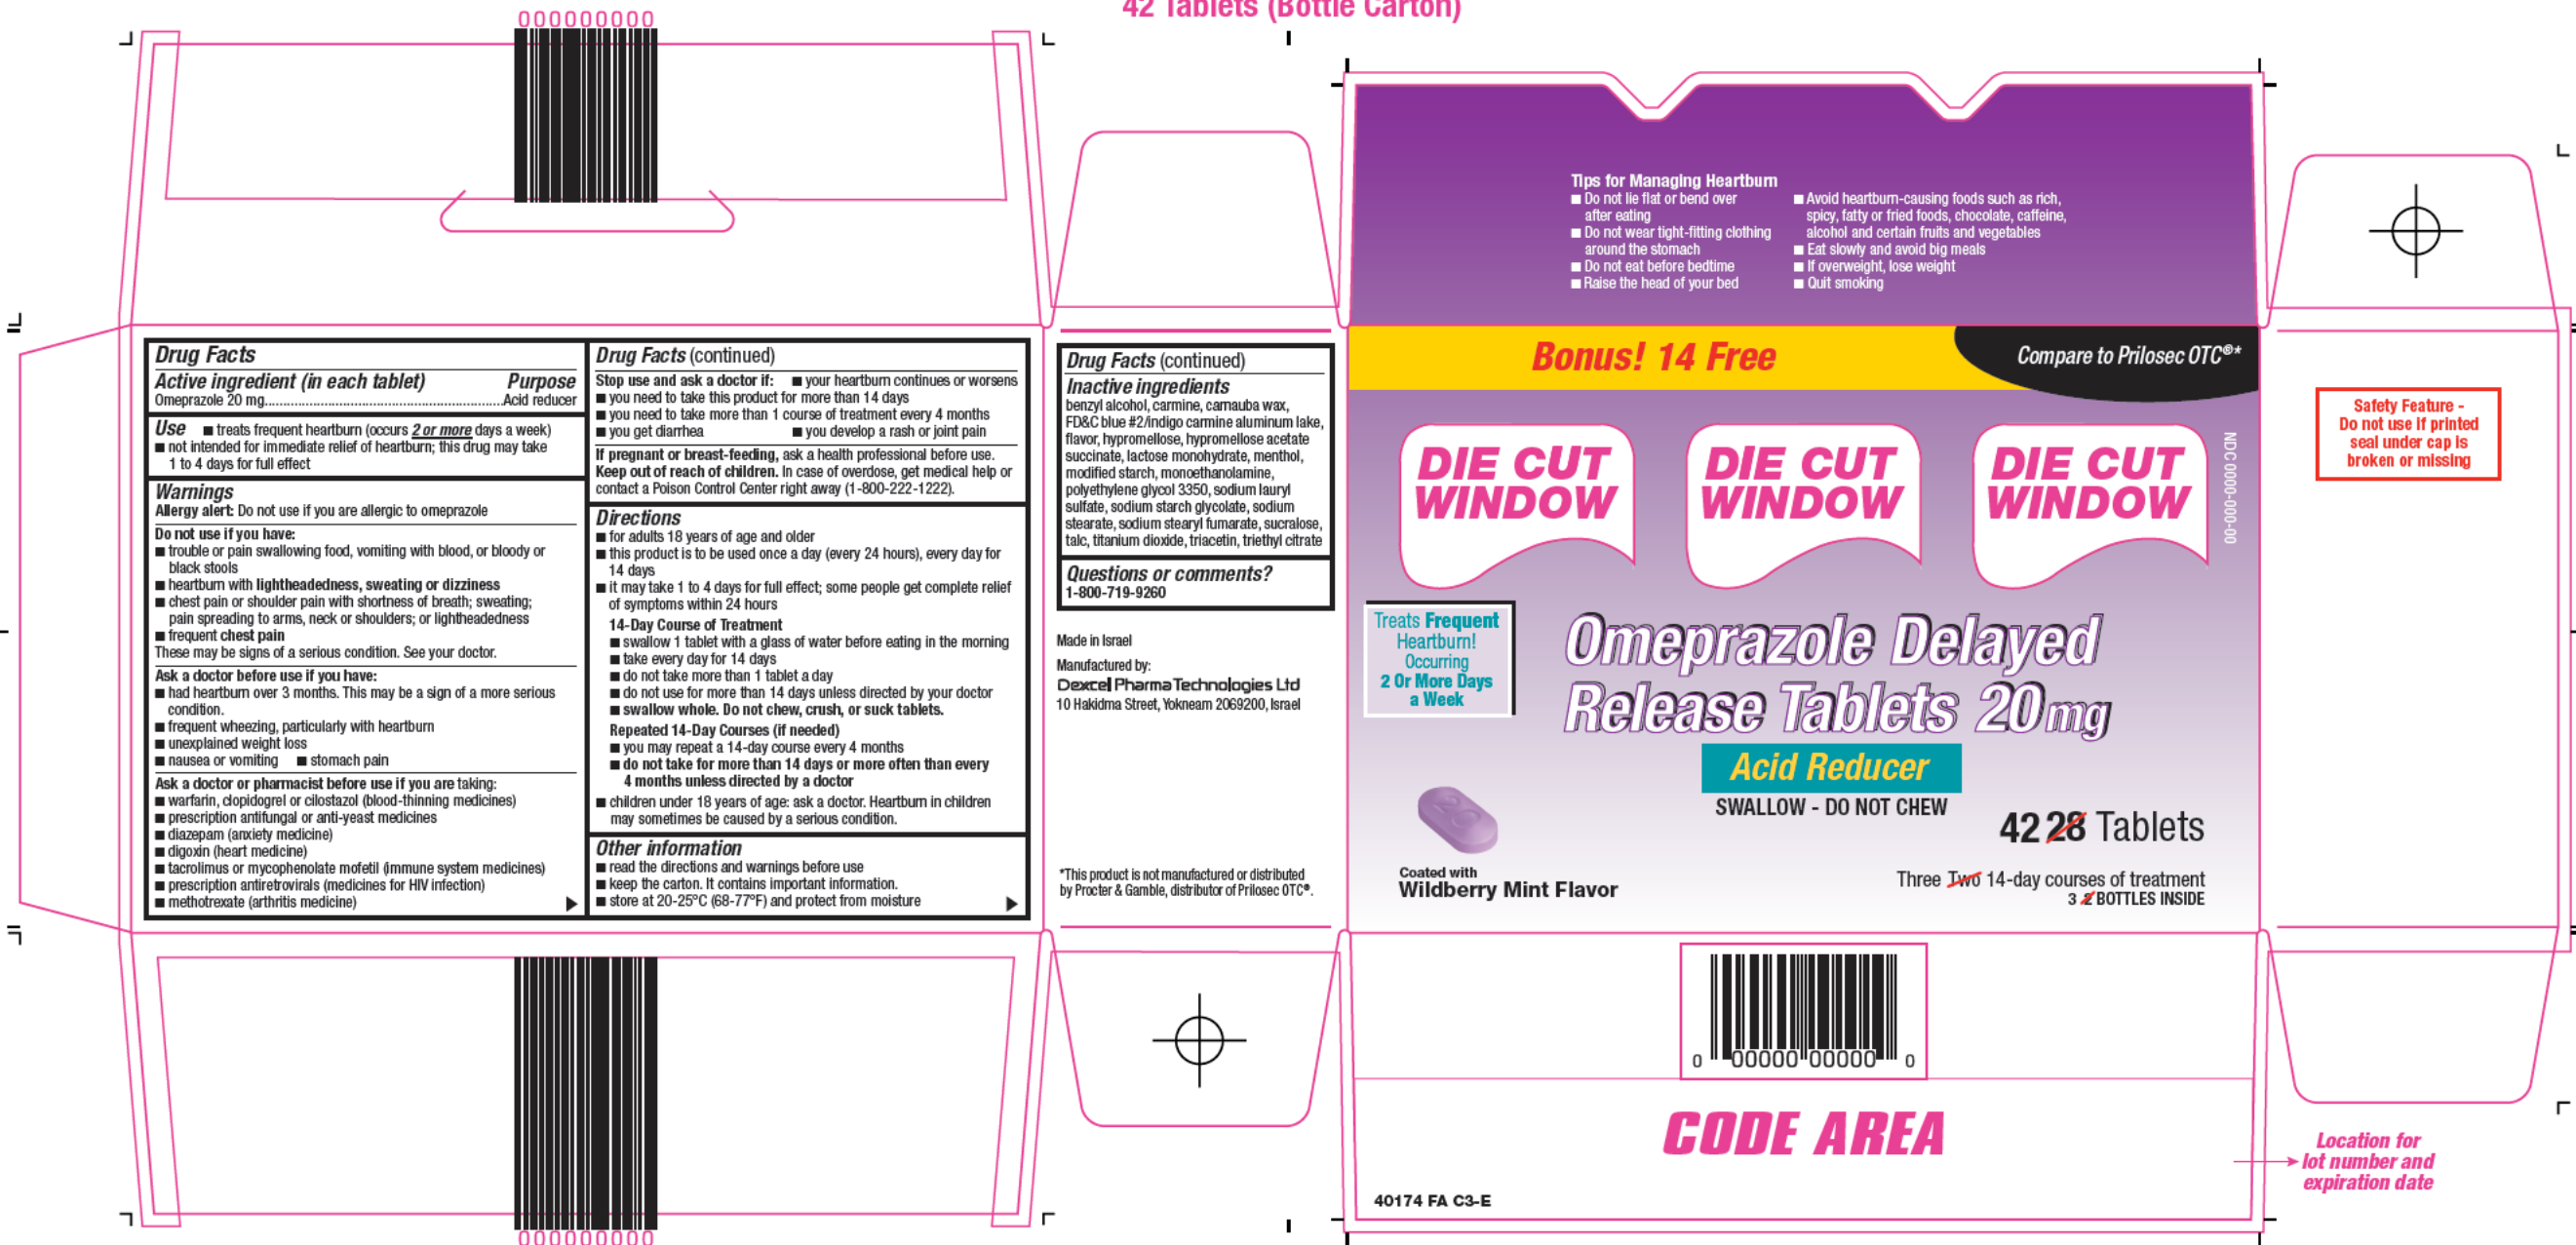 42 Tablets (Bottle Carton)
000000000
Drug Facts
Active ingredient (in each tablet) Purpose
Omeprazole 20 mg................................................................Acid reducer
Use ■ treats frequent heartburn (occurs 2 or more days a week)
■ not intended for immediate relief of heartburn; this drug may take
1 to 4 days for full effect
Warnings
Allergy alert: Do not use if you are allergic to omeprazole
Do not use if you have:
■ trouble or pain swallowing food, vomiting with blood, or bloody or
black stools
■ heartburn with lightheadedness, sweating or dizziness
■ chest pain or shoulder pain with shortness of breath; sweating;
pain spreading to arms, neck or shoulders; or lightheadedness
■ frequent chest pain
These may be signs of a serious condition. See your doctor.
Ask a doctor before use if you have:
■ had heartburn over 3 months. This may be a sign of a more serious
condition.
■ frequent wheezing, particularly with heartburn
■ unexplained weight loss
■ nausea or vomiting ■ stomach pain
Ask a doctor or pharmacist before use if you are taking:
■ warfarin, clopidogrel or cilostazol (blood-thinning medicines)
■ prescription antifungal or anti-yeast medicines
■ diazepam (anxiety medicine)
■ digoxin (heart medicine)
■ tacrolimus or mycophenolate mofetil (immune system medicines)
■ prescription antiretrovirals (medicines for HIV infection)
■ methotrexate (arthritis medicine)
Drug Facts (continued)
Stop use and ask a doctor if: ■ your heartburn continues or worsens
■ you need to take this product for more than 14 days
■ you need to take more than 1 course of treatment every 4 months
■ you get diarrhea ■ you develop a rash or joint pain
If pregnant or breast-feeding, ask a health professional before use.
Keep out of reach of children. In case of overdose, get medical help or
contact a Poison Control Center right away (1-800-222-1222).
Directions
■ for adults 18 years of age and older
■ this product is to be used once a day (every 24 hours), every day for
14 days
■ it may take 1 to 4 days for full effect; some people get complete relief
of symptoms within 24 hours
14-Day Course of Treatment
■ swallow 1 tablet with a glass of water before eating in the morning
■ take every day for 14 days
■ do not take more than 1 tablet a day
■ do not use for more than 14 days unless directed by your doctor
■ swallow whole. Do not chew, crush, or suck tablets.
Repeated 14-Day Courses (if needed)
■ you may repeat a 14-day course every 4 months
■ do not take for more than 14 days or more often than every
4 months unless directed by a doctor
■ children under 18 years of age: ask a doctor. Heartburn in children
may sometimes be caused by a serious condition.
Other information
■ read the directions and warnings before use
■ keep the carton. It contains important information.
■ store at 20-25°C (68-77°F) and protect from moisture
000000000
Drug Facts (continued)
Inactive ingredients
benzyl alcohol, carmine, carnauba wax,
FD&C blue #2/indigo carmine aluminum lake,
flavor, hypromellose, hypromellose acetate
succinate, lactose monohydrate, menthol,
modified starch, monoethanolamine,
polyethylene glycol 3350, sodium lauryl
sulfate, sodium starch glycolate, sodium
stearate, sodium stearyl fumarate, sucralose,
talc, titanium dioxide, triacetin, triethyl citrate
Questions or comments?
1-800-719-9260
Made in Israel
Manufactured by:
Dexcel Pharma Technologies Ltd
10 Hakidma Street, Yokneam 2069200, Israel
*This product is not manufactured or distributed
by Procter & Gamble, distributor of Prilosec OTC®.
Tips for Managing Heartburn
■ Do not lie flat or bend over
after eating
■ Do not wear tight-fitting clothing
around the stomach
■ Do not eat before bedtime
■ Raise the head of your bed
■ Avoid heartburn-causing foods such as rich,
spicy, fatty or fried foods, chocolate, caffeine,
alcohol and certain fruits and vegetables
■ Eat slowly and avoid big meals
■ If overweight, lose weight
■ Quit smoking
Bonus! 14 Free
Compare to Prilosec OTC®*
DIE CUT
WINDOW
DIE CUT
WINDOW
DIE CUT
WINDOW
NDC 0000-000-00
Treats Frequent
Heartburn!
Occurring
2 Or More Days
a Week
Omeprazole Delayed
Release Tablets 20 mg
Acid Reducer
SWALLOW - DO NOT CHEW
20
Coated with
Wildberry Mint Flavor
42 28 Tablets
Three Two 14-day courses of treatment
3 2 BOTTLES INSIDE
0 00000 00000 0
CODE AREA
40174 FA C3-E
Safety Feature -
Do not use if printed
seal under cap is
broken or missing
Location for
lot number and
expiration date